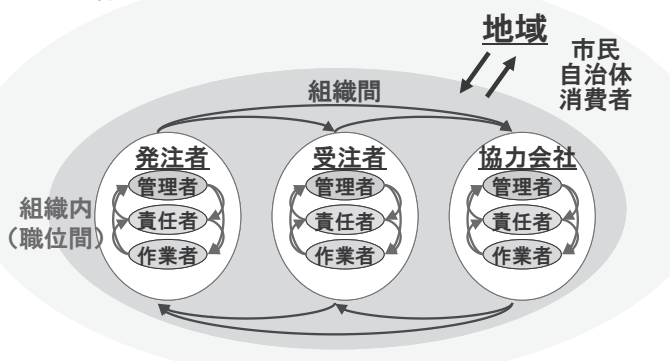 地域
市民
自治体
消費者
組織間
発注者
管理者
責任者
作業者
受注者
管理者
責任者
作業者
協力会社
管理者
責任者
作業者
組織内
(職位間)